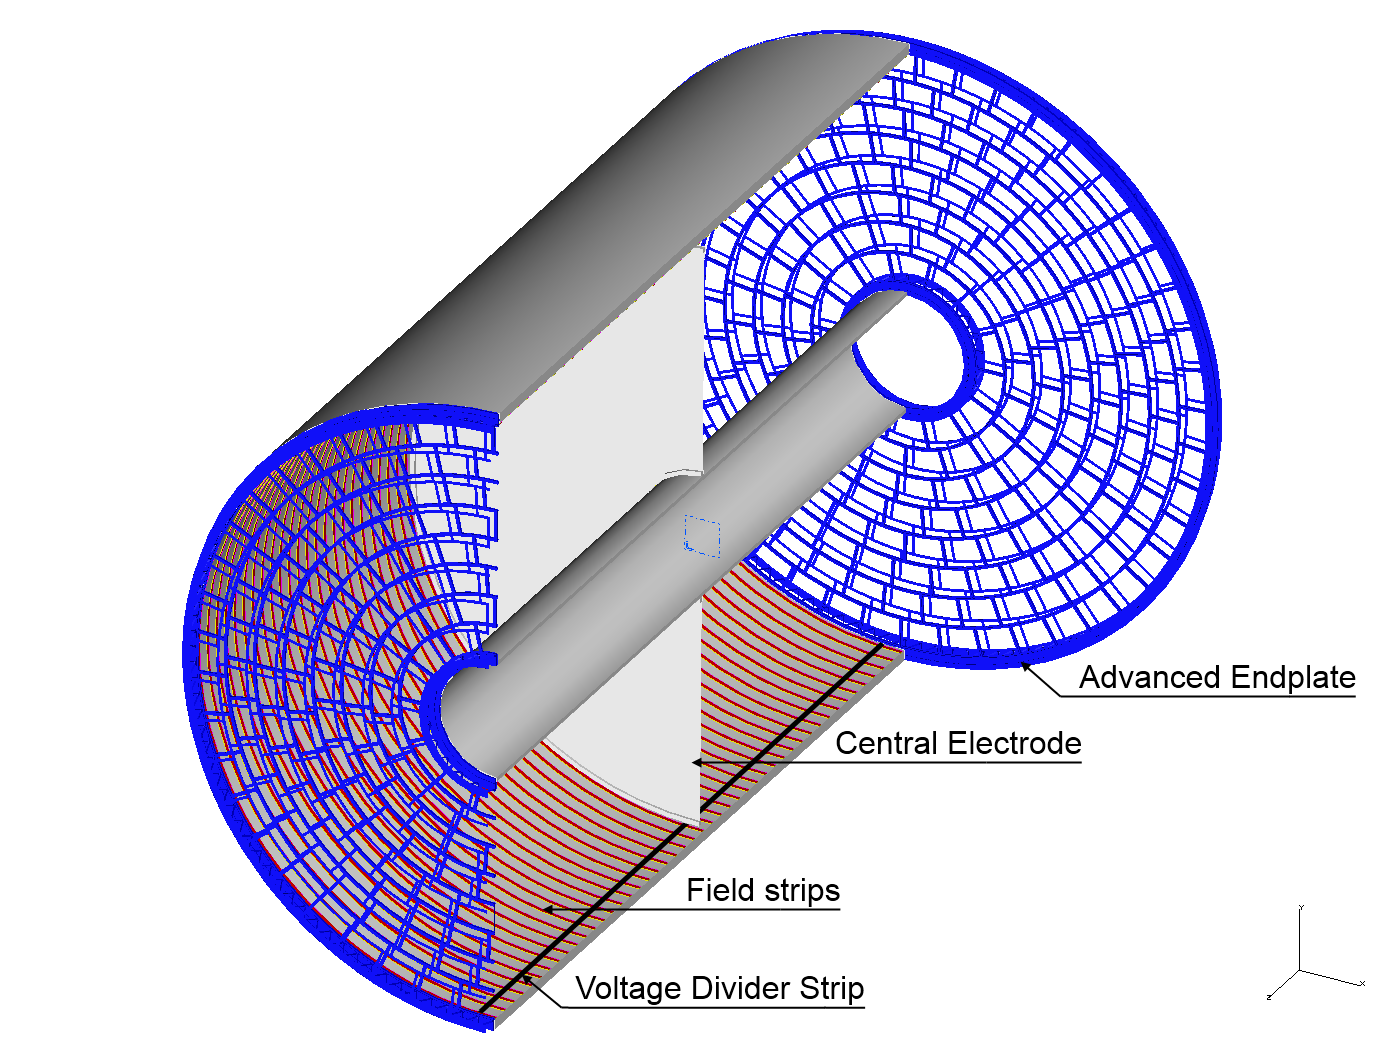 Advanced Endplate
Central Electrode
Field strips
Voltage Divider Strip
Y
Z
X